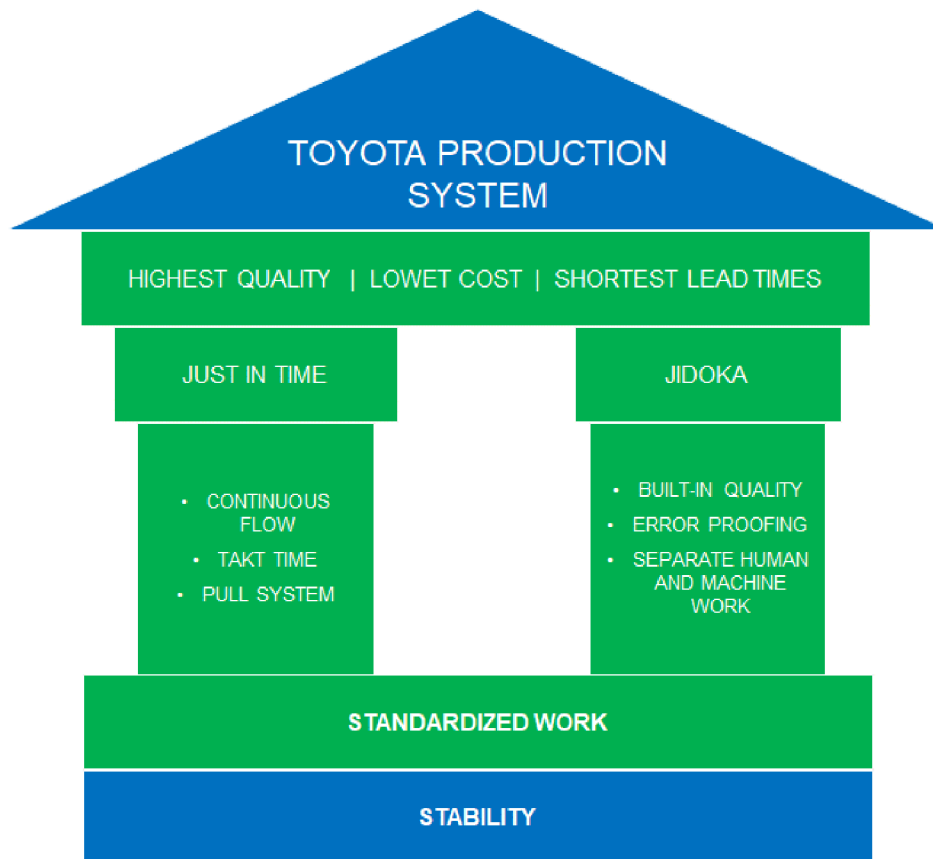 TOYOTA PRODUCTION
SYSTEM
HIGHEST QUALITY | LOWET COST | SHORTEST LEAD TIMES
JUST IN TIME
JIDOKA
• CONTINUOUS
FLOW
• TAKT TIME
• PULL SYSTEM
• BUILT-IN QUALITY
• ERROR PROOFING
• SEPARATE HUMAN
AND MACHINE
WORK
STANDARDIZED WORK
STABILITY